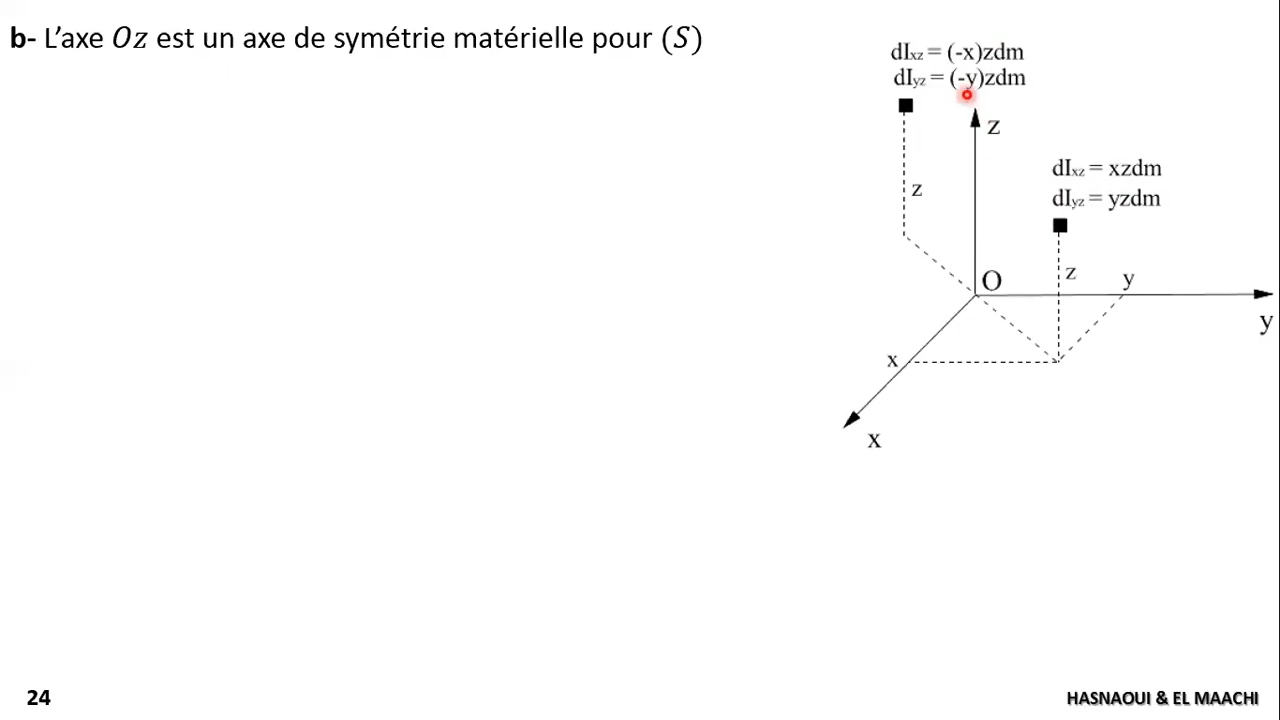 b- L’axe 𝑂𝑧 est un axe de symétrie matérielle pour (𝑆)
dIxz = (-x)zdm
dIyz = (-y)zdm
z
dIxz = xzdm
dIyz = yzdm
z
z
O
y
y
x
x
24
HASNAOUI & EL MAACHI